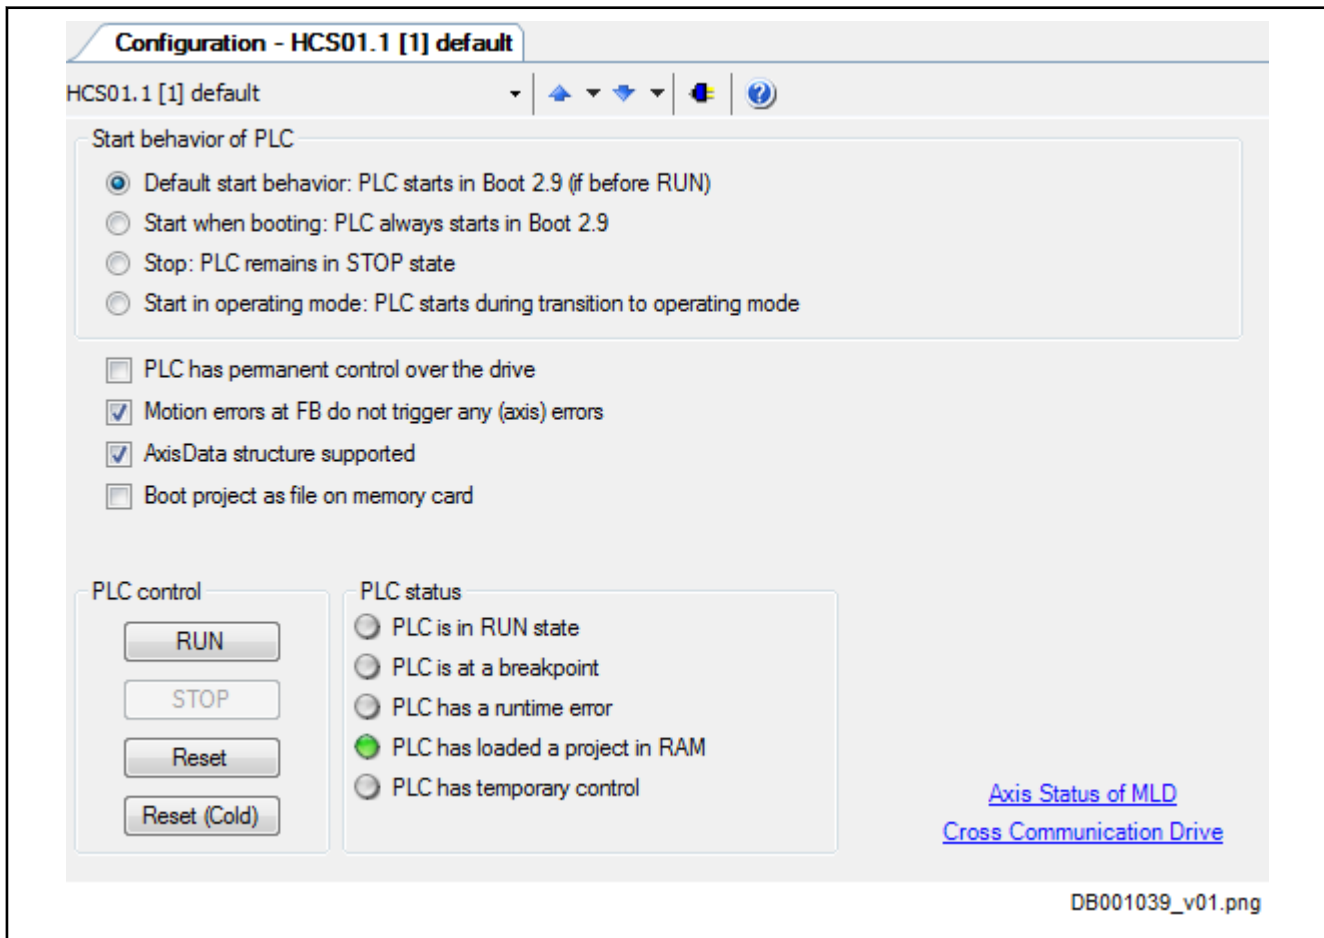 Configuration - HCS01.1 [1] default
HCS01.1 [1] default
Start behavior of PLC
Default start behavior: PLC starts in Boot 2.9 (if before RUN)
Start when booting: PLC always starts in Boot 2.9
Stop: PLC remains in STOP state
Start in operating mode: PLC starts during transition to operating mode
PLC has permanent control over the drive
Motion errors at FB do not trigger any (axis) errors
AxisData structure supported
Boot project as file on memory card
PLC control
RUN
STOP
Reset
Reset (Cold)
PLC status
PLC is in RUN state
PLC is at a breakpoint
PLC has a runtime error
PLC has loaded a project in RAM
PLC has temporary control
Axis Status of MLD
Cross Communication Drive
DB001039_v01.png